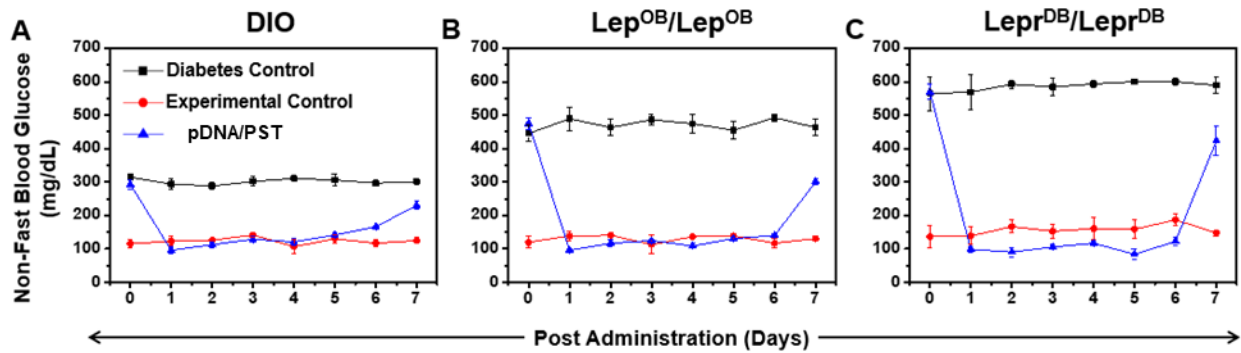 A DIO
B Lep^OB/Lep^OB
C Lepr^DB/Lepr^DB
Non-Fast Blood Glucose
(mg/dL)
700
600
500
400
300
200
100
0
Diabetes Control
Experimental Control
pDNA/PST
0 1 2 3 4 5 6 7
700
600
500
400
300
200
100
0
0 1 2 3 4 5 6 7
700
600
500
400
300
200
100
0
0 1 2 3 4 5 6 7
Post Administration (Days)